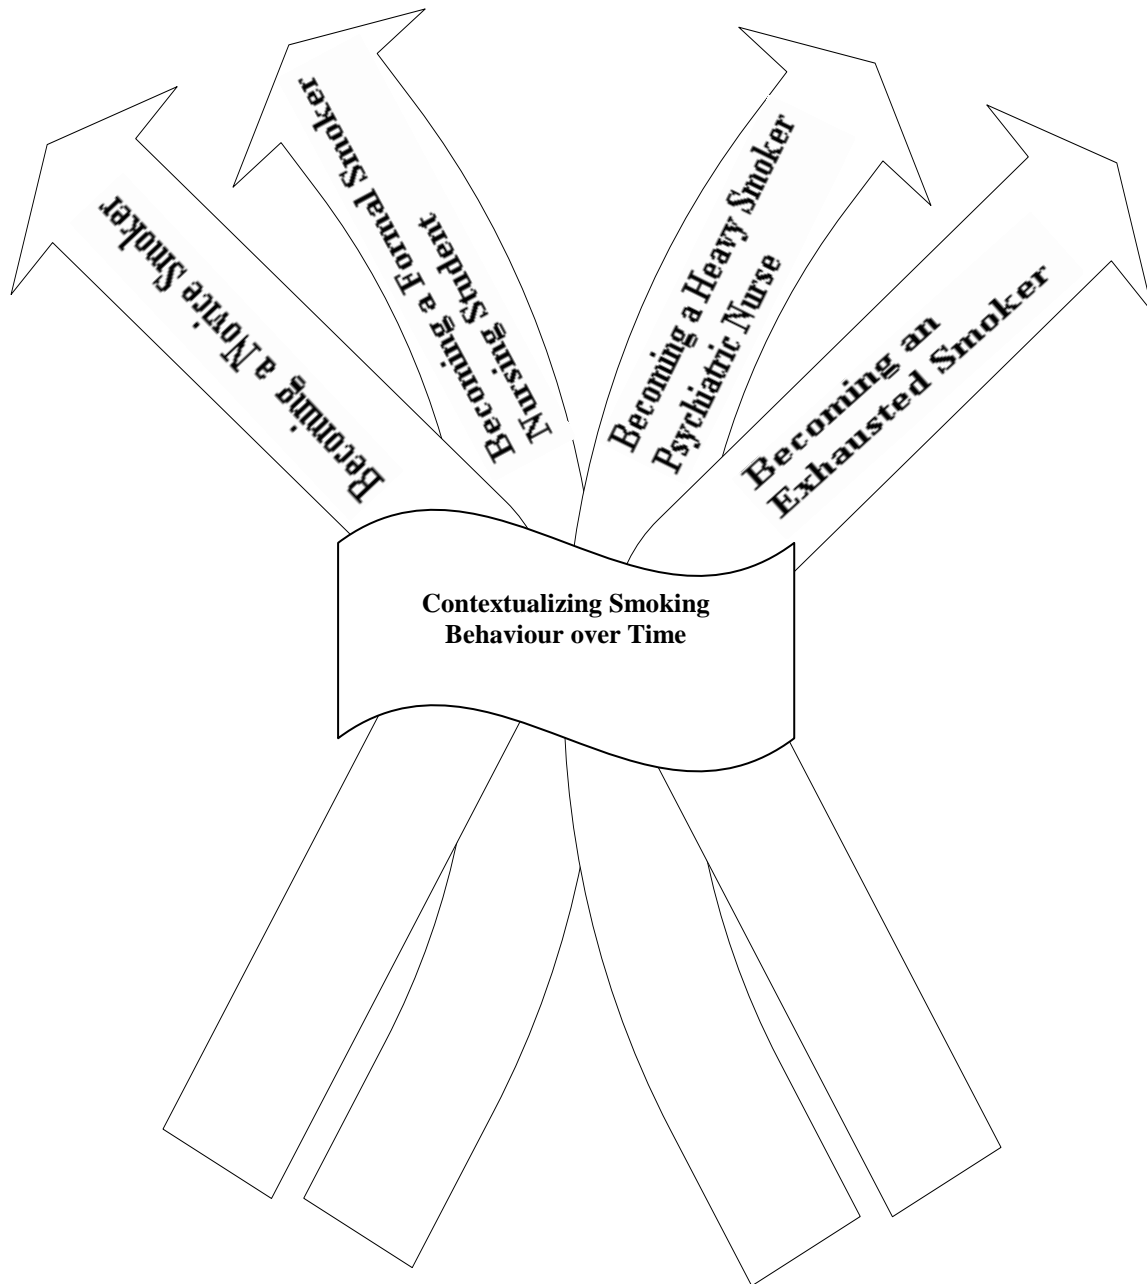 Becoming a Novice Smoker
Becoming a Formal Smoker
Nursing Student
Becoming a Heavy Smoker
Psychiatric Nurse
Becoming an
Exhausted Smoker
Contextualizing Smoking
Behaviour over Time